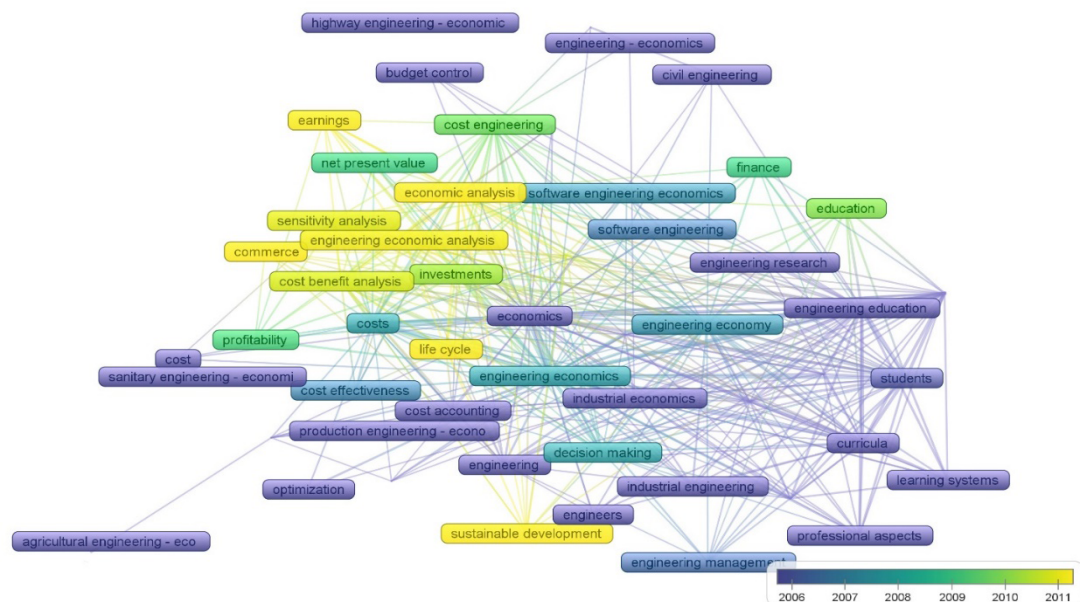 highway engineering - economic
engineering - economics
budget control
civil engineering
earnings
cost engineering
net present value
finance
economic analysis
software engineering economics
education
sensitivity analysis
software engineering
engineering economic analysis
commerce
engineering research
cost benefit analysis
investments
engineering education
economics
costs
engineering economy
profitability
life cycle
cost
sanitary engineering - economi
engineering economics
students
cost effectiveness
industrial economics
cost accounting
production engineering - econo
curricula
decision making
engineering
learning systems
optimization
industrial engineering
engineers
sustainable development
professional aspects
agricultural engineering - eco
engineering management
2006 2007 2008 2009 2010 2011